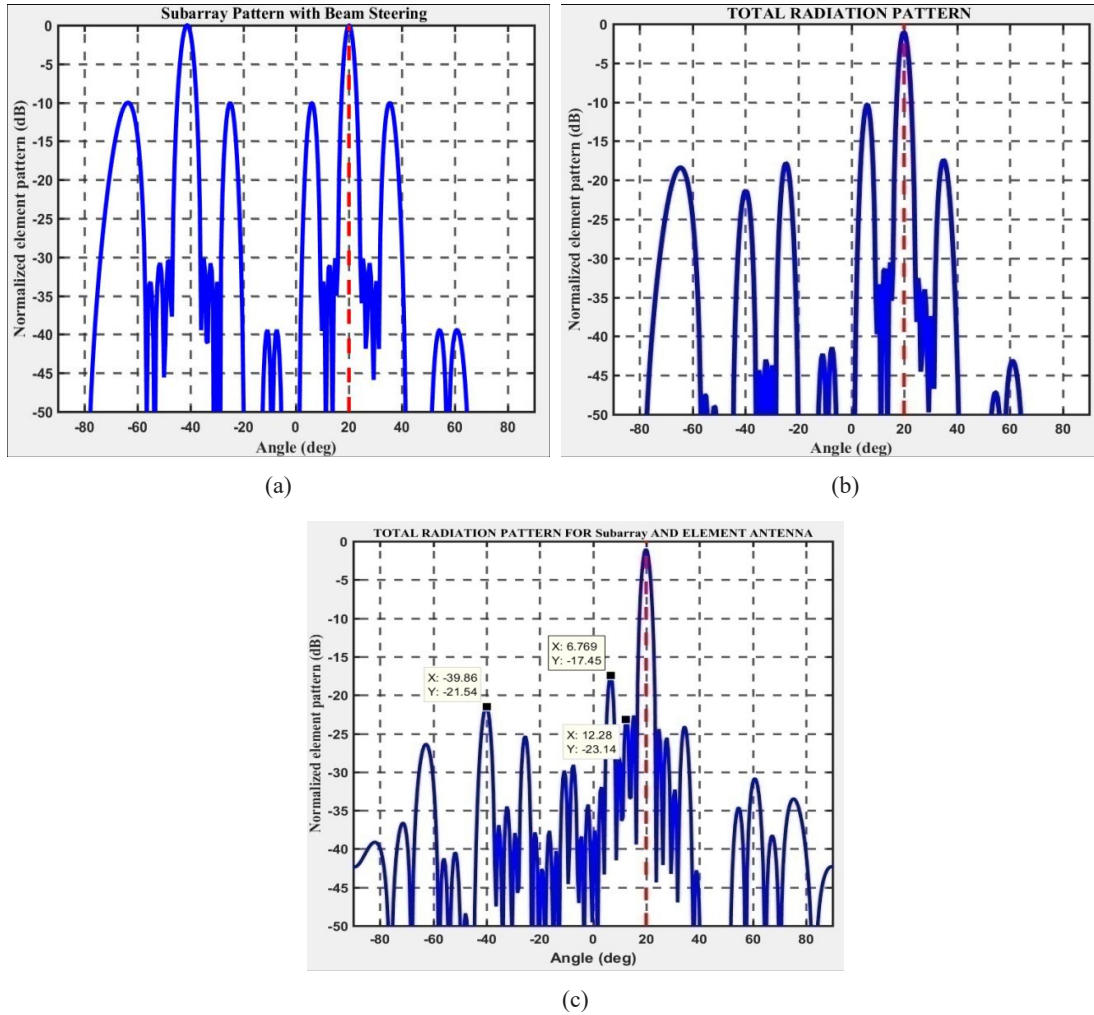 Subarray Pattern with Beam Steering
Normalized element pattern (dB)
0
-5
-10
-15
-20
-25
-30
-35
-40
-45
-50
-80 -60 -40 -20 0 20 40 60 80
Angle (deg)
(a)
TOTAL RADIATION PATTERN
Normalized element pattern (dB)
0
-5
-10
-15
-20
-25
-30
-35
-40
-45
-50
-80 -60 -40 -20 0 20 40 60 80
Angle (deg)
(b)
TOTAL RADIATION PATTERN FOR Subarray AND ELEMENT ANTENNA
Normalized element pattern (dB)
0
-5
-10
-15
-20
-25
-30
-35
-40
-45
-50
X: 6.769
Y: -17.45
X: -39.86
Y: -21.54
X: 12.28
Y: -23.14
-80 -60 -40 -20 0 20 40 60 80
Angle (deg)
(c)